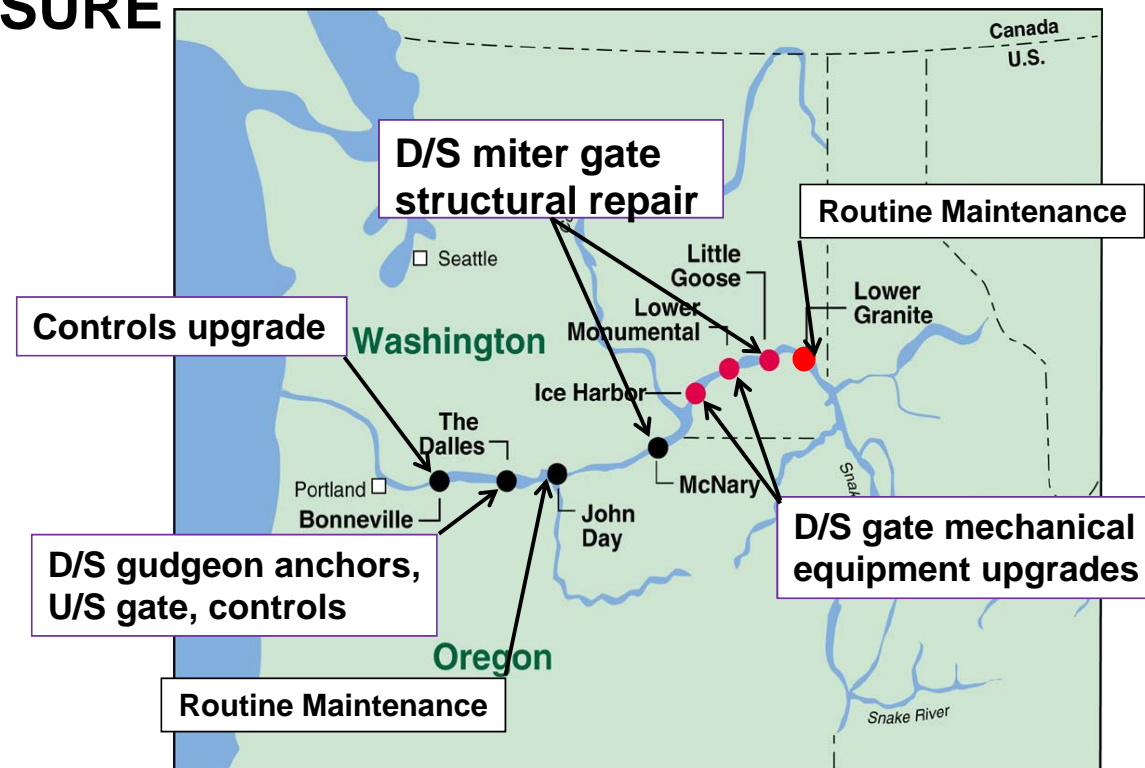 SURE
Canada
U.S.
D/S miter gate
structural repair
Routine Maintenance
Seattle
Little
Goose
Lower
Granite
Lower
Monumental
Controls upgrade
Washington
Ice Harbor
The
Dalles
McNary
Portland
Bonneville
John
Day
Snak
D/S gate mechanical
equipment upgrades
D/S gudgeon anchors,
U/S gate, controls
Oregon
Routine Maintenance
Snake River